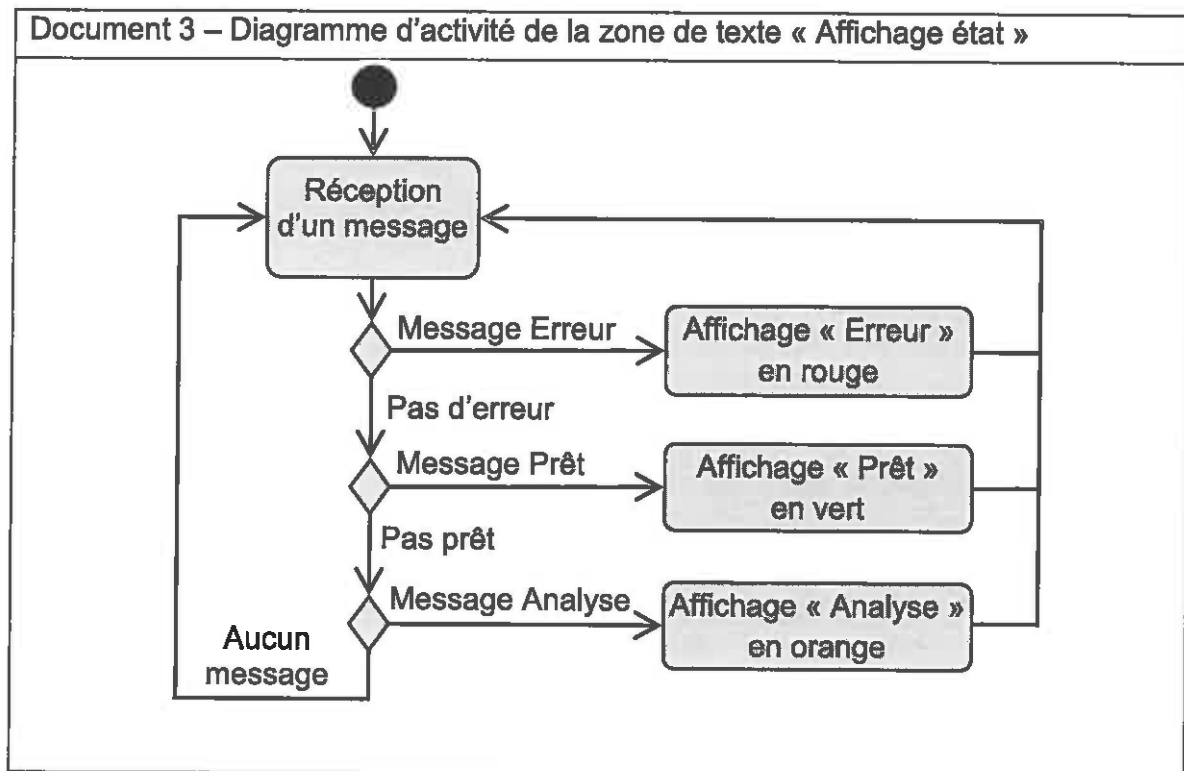 Document 3 – Diagramme d'activité de la zone de texte « Affichage état »
Réception
d'un message
Message Erreur
Affichage « Erreur »
en rouge
Pas d'erreur
Message Prêt
Affichage « Prêt »
en vert
Pas prêt
Message Analyse
Affichage « Analyse »
en orange
Aucun
message